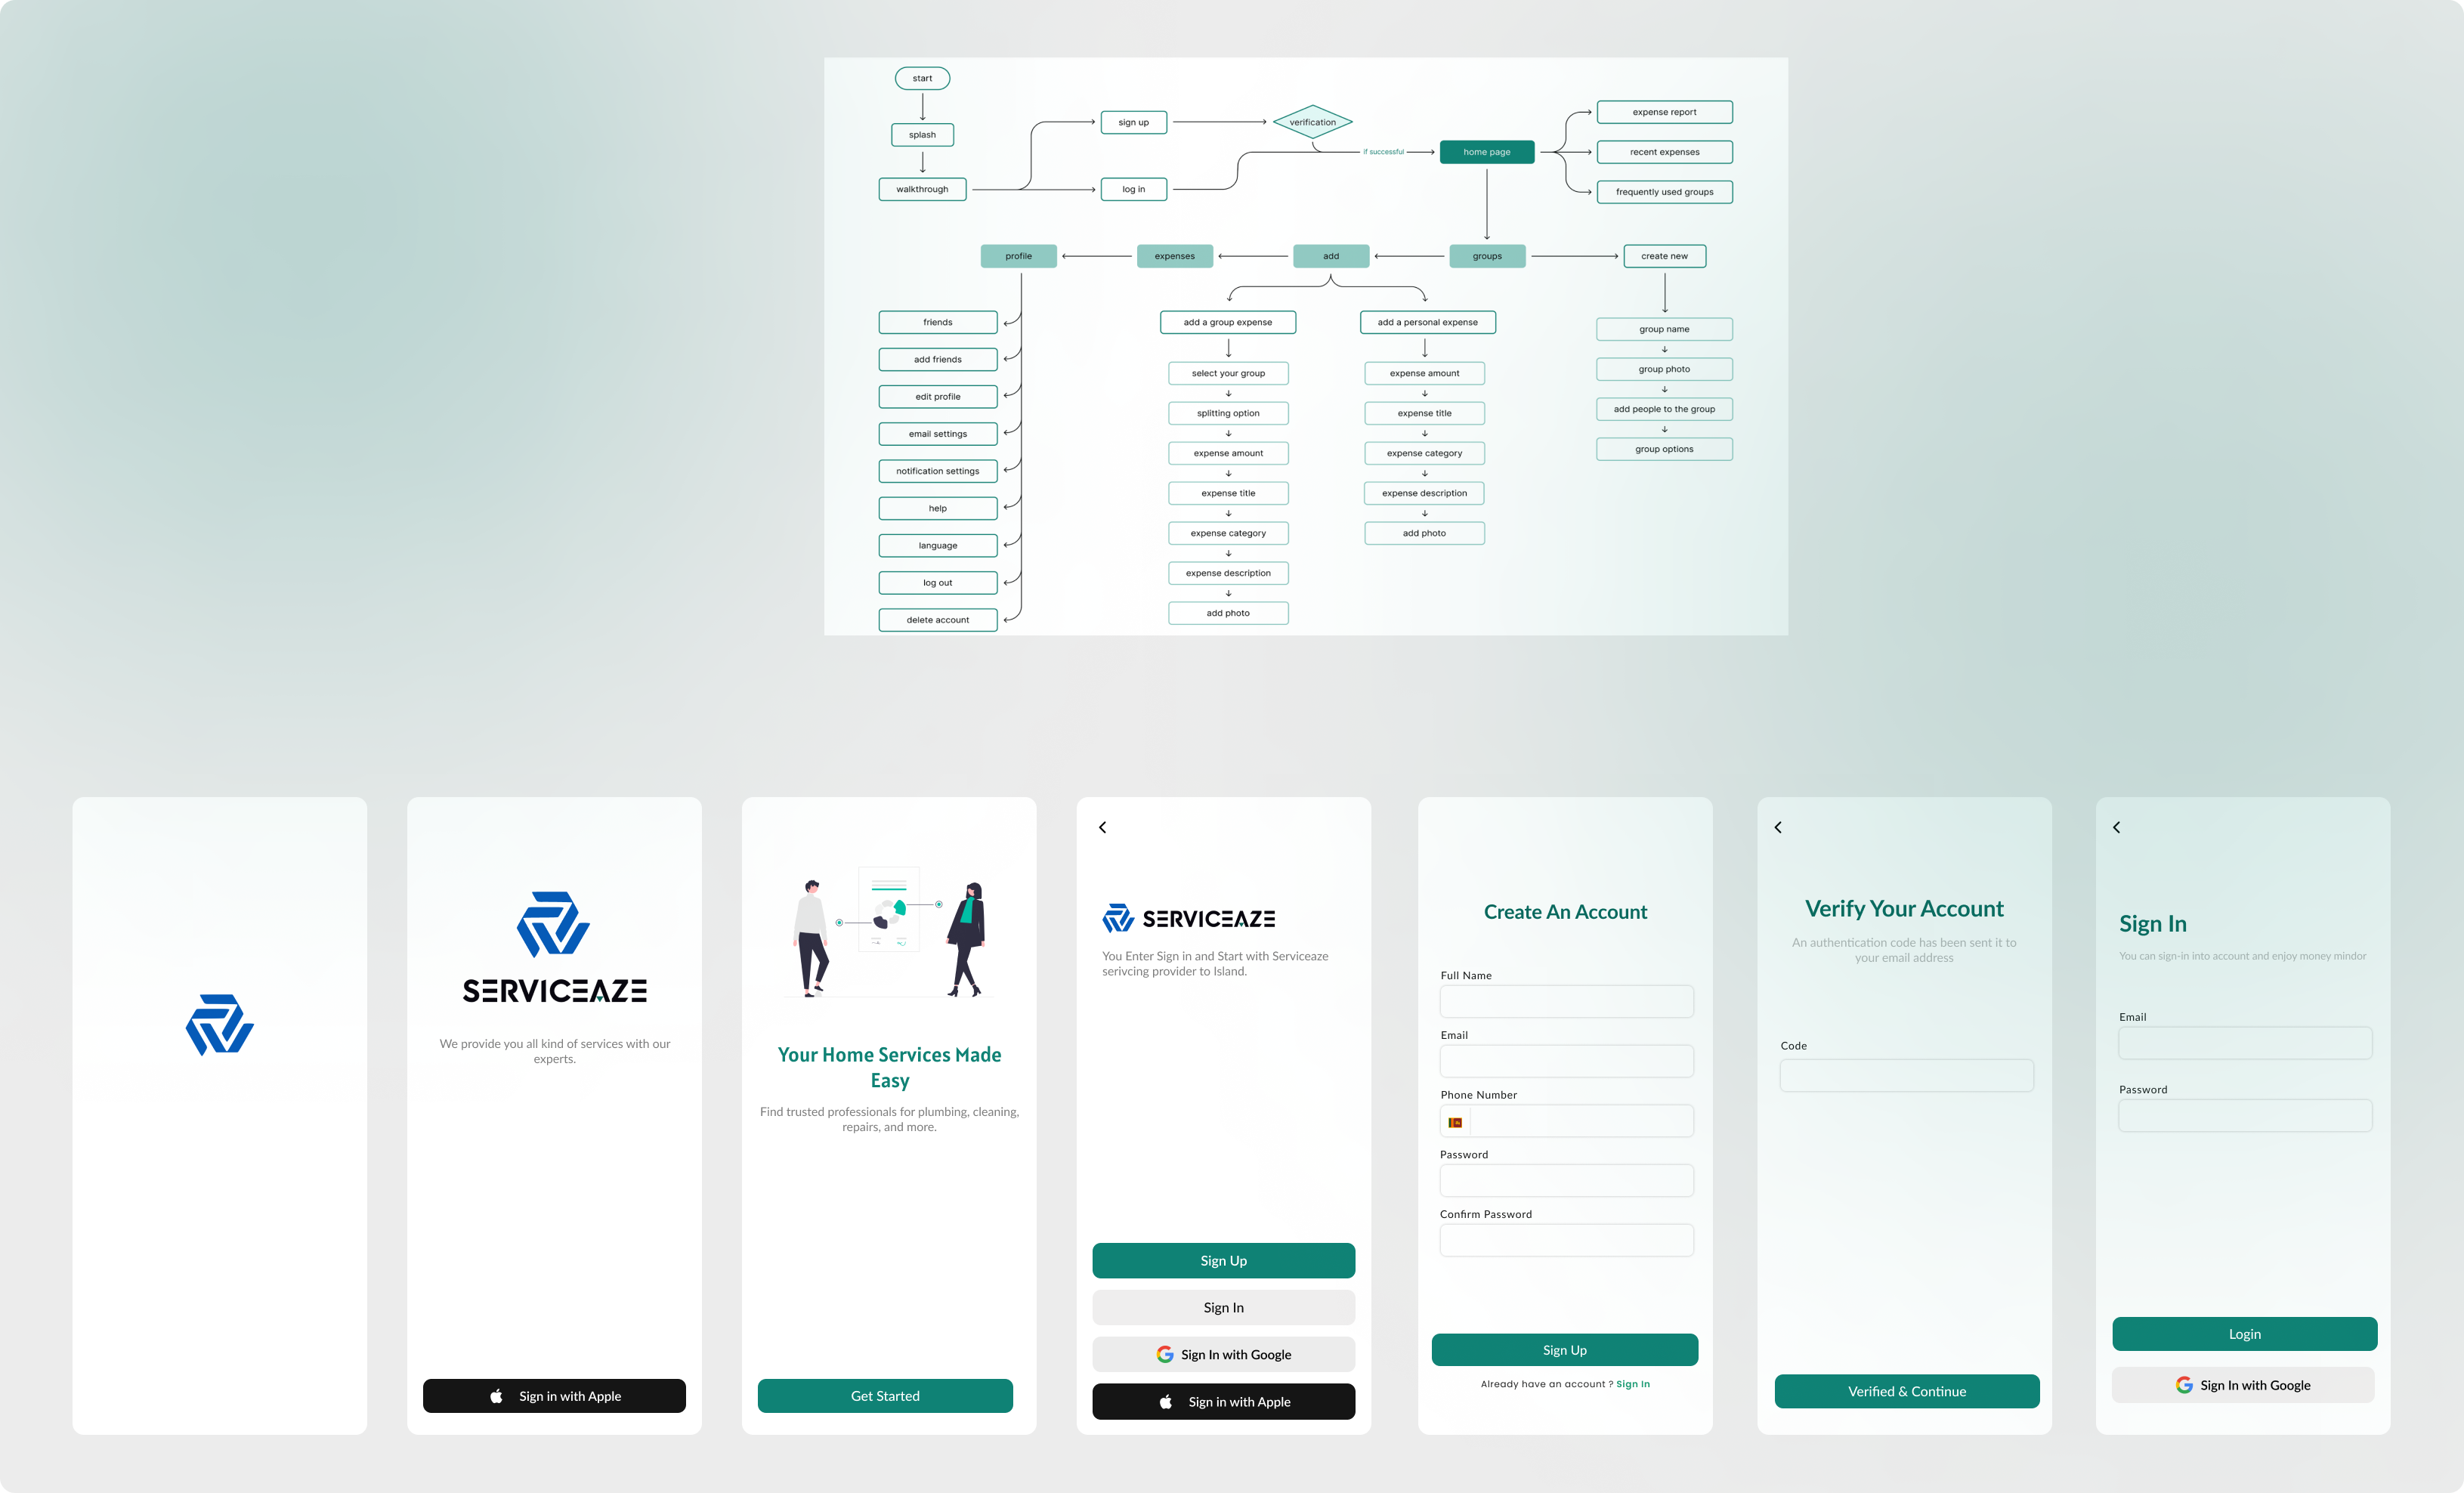 start
splash
walkthrough
sign up
log in
verification
if successful
home page
expense report
recent expenses
frequently used groups
profile
expenses
add
groups
create new
friends
add friends
edit profile
email settings
notification settings
help
language
log out
delete account
add a group expense
select your group
splitting option
expense amount
expense title
expense category
expense description
add photo
add a personal expense
expense amount
expense title
expense category
expense description
add photo
group name
group photo
add people to the group
group options
SERVICEAZE
We provide you all kind of services with our
experts.
Sign in with Apple
Your Home Services Made
Easy
Find trusted professionals for plumbing, cleaning,
repairs, and more.
Get Started
SERVICEAZE
You Enter Sign in and Start with Serviceaze
serivcing provider to Island.
Sign Up
Sign In
Sign In with Google
Sign in with Apple
Create An Account
Full Name
Email
Phone Number
Password
Confirm Password
Sign Up
Already have an account ? Sign In
Verify Your Account
An authentication code has been sent it to
your email address
Code
Verified & Continue
Sign In
You can sign-in into account and enjoy money mindor
Email
Password
Login
Sign In with Google